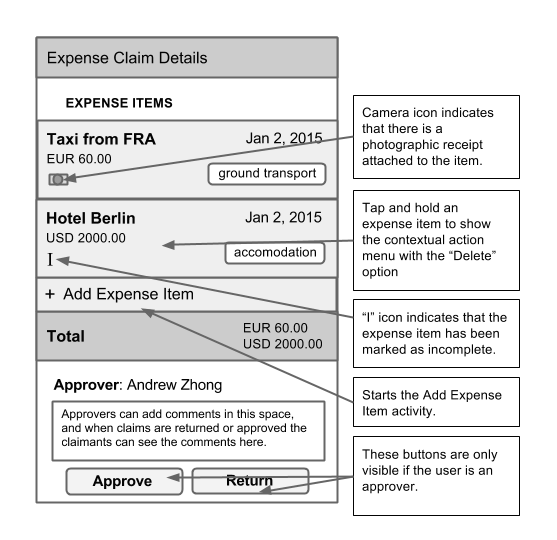 Expense Claim Details
EXPENSE ITEMS
Taxi from FRA
Jan 2, 2015
EUR 60.00
ground transport
Hotel Berlin
Jan 2, 2015
USD 2000.00
accomodation
I
+ Add Expense Item
Total
EUR 60.00
USD 2000.00
Approver: Andrew Zhong
Approvers can add comments in this space,
and when claims are returned or approved the
claimants can see the comments here.
Approve
Return
Camera icon indicates
that there is a
photographic receipt
attached to the item.
Tap and hold an
expense item to show
the contextual action
menu with the “Delete”
option
“I” icon indicates that the
expense item has been
marked as incomplete.
Starts the Add Expense
Item activity.
These buttons are only
visible if the user is an
approver.